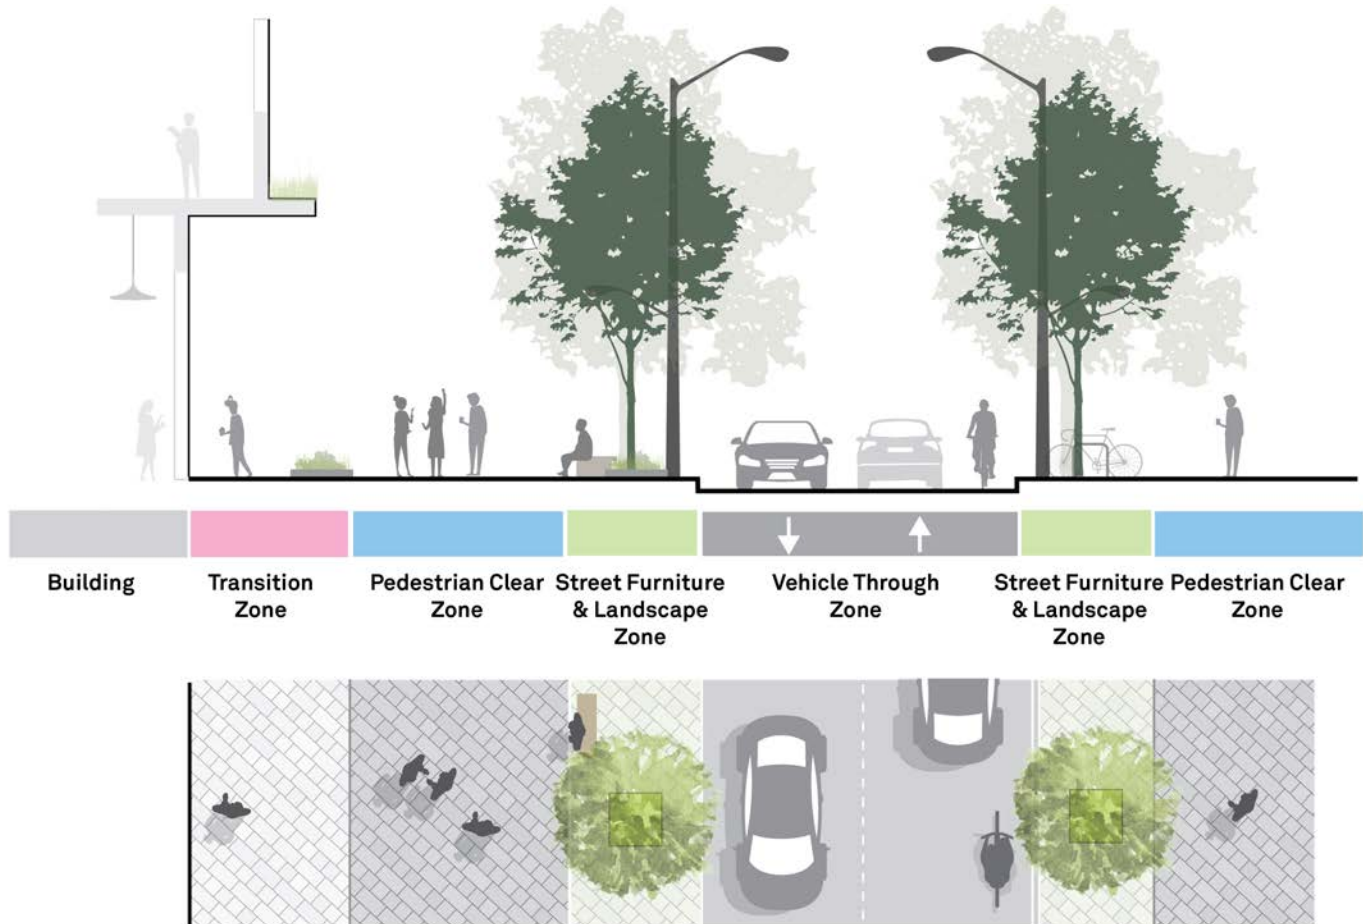 Building
Transition
Zone
Pedestrian Clear
Zone
Street Furniture
& Landscape
Zone
Vehicle Through
Zone
Street Furniture
& Landscape
Zone
Pedestrian Clear
Zone